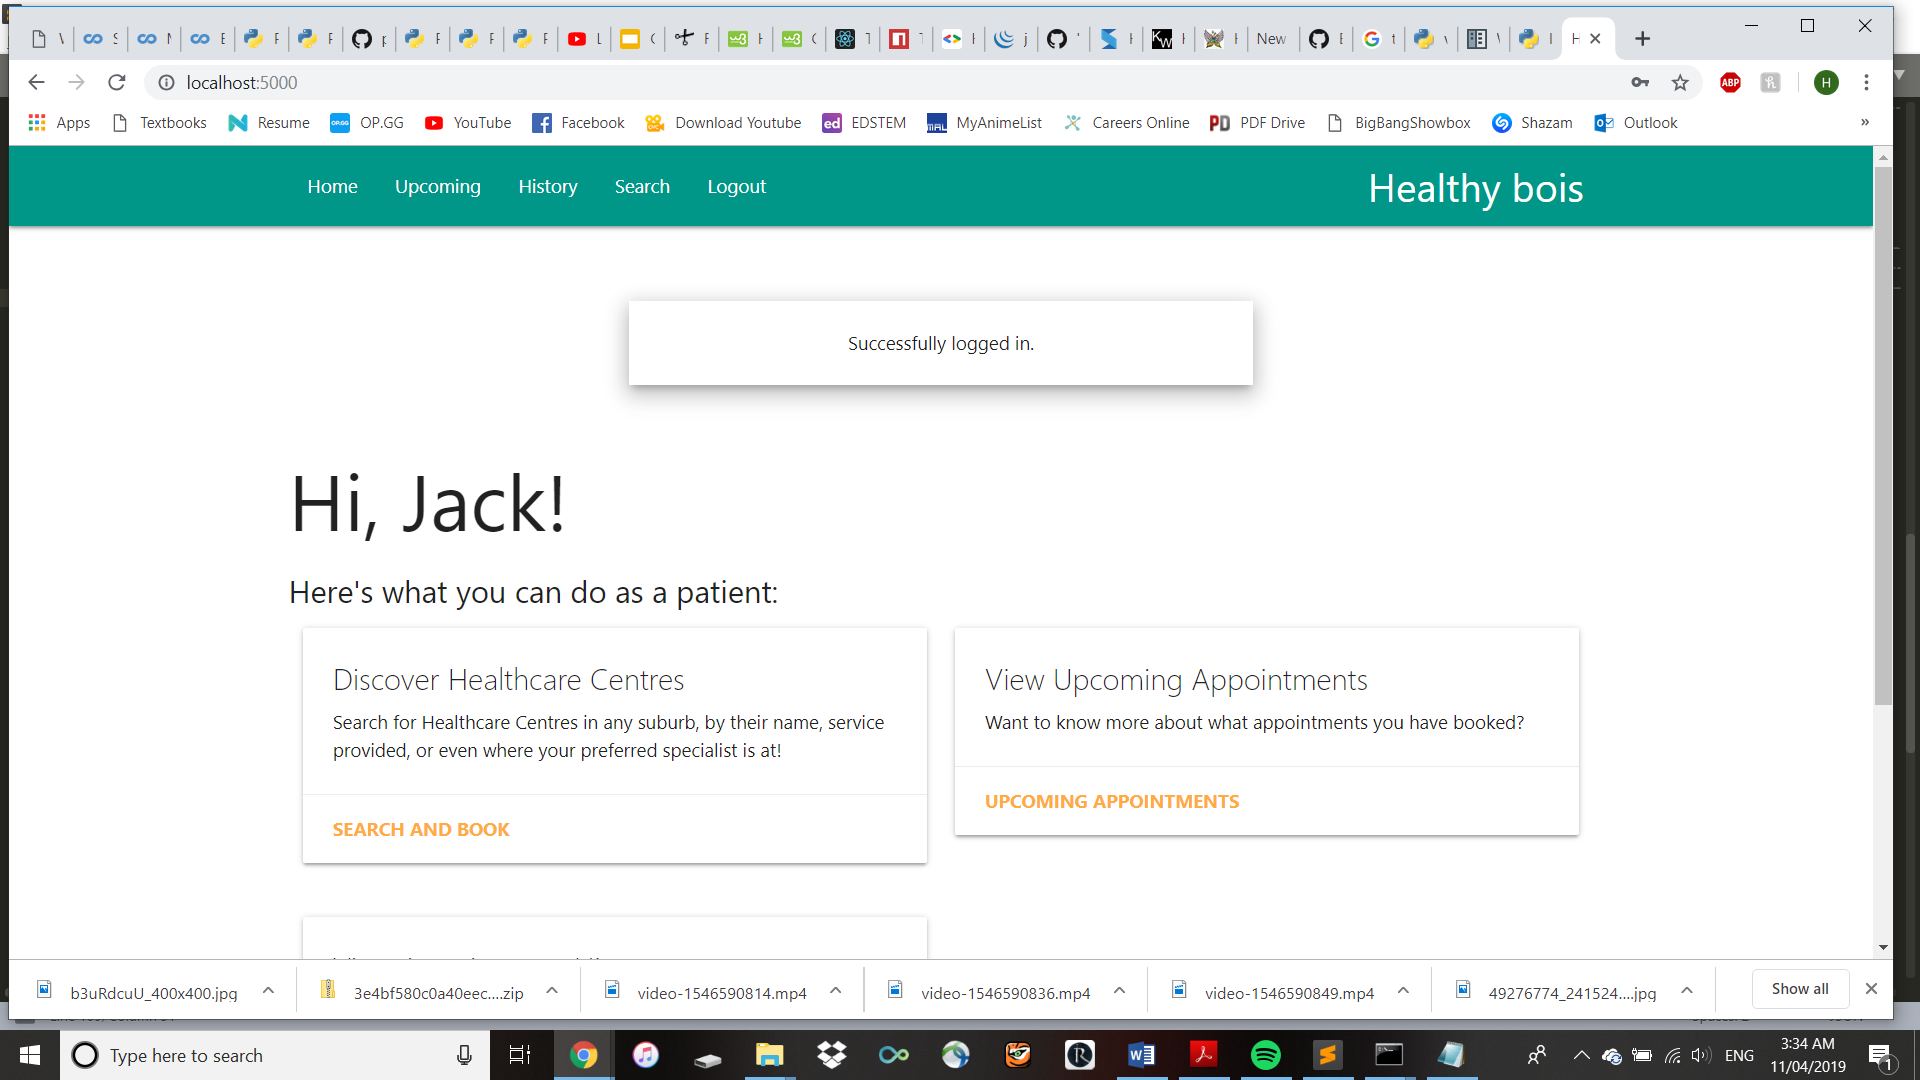 localhost:5000
Apps Textbooks Resume OP.GG YouTube Facebook Download Youtube EDSTEM MyAnimeList Careers Online PDF Drive BigBangShowbox Shazam Outlook »
Home Upcoming History Search Logout Healthy bois
Successfully logged in.
Hi, Jack!
Here's what you can do as a patient:
Discover Healthcare Centres
Search for Healthcare Centres in any suburb, by their name, service
provided, or even where your preferred specialist is at!
SEARCH AND BOOK
View Upcoming Appointments
Want to know more about what appointments you have booked?
UPCOMING APPOINTMENTS
b3uRdcuU_400x400.jpg 3e4bf580c0a40eec....zip video-1546590814.mp4 video-1546590836.mp4 video-1546590849.mp4 49276774_241524....jpg Show all
Type here to search
ENG
3:34 AM
11/04/2019
1